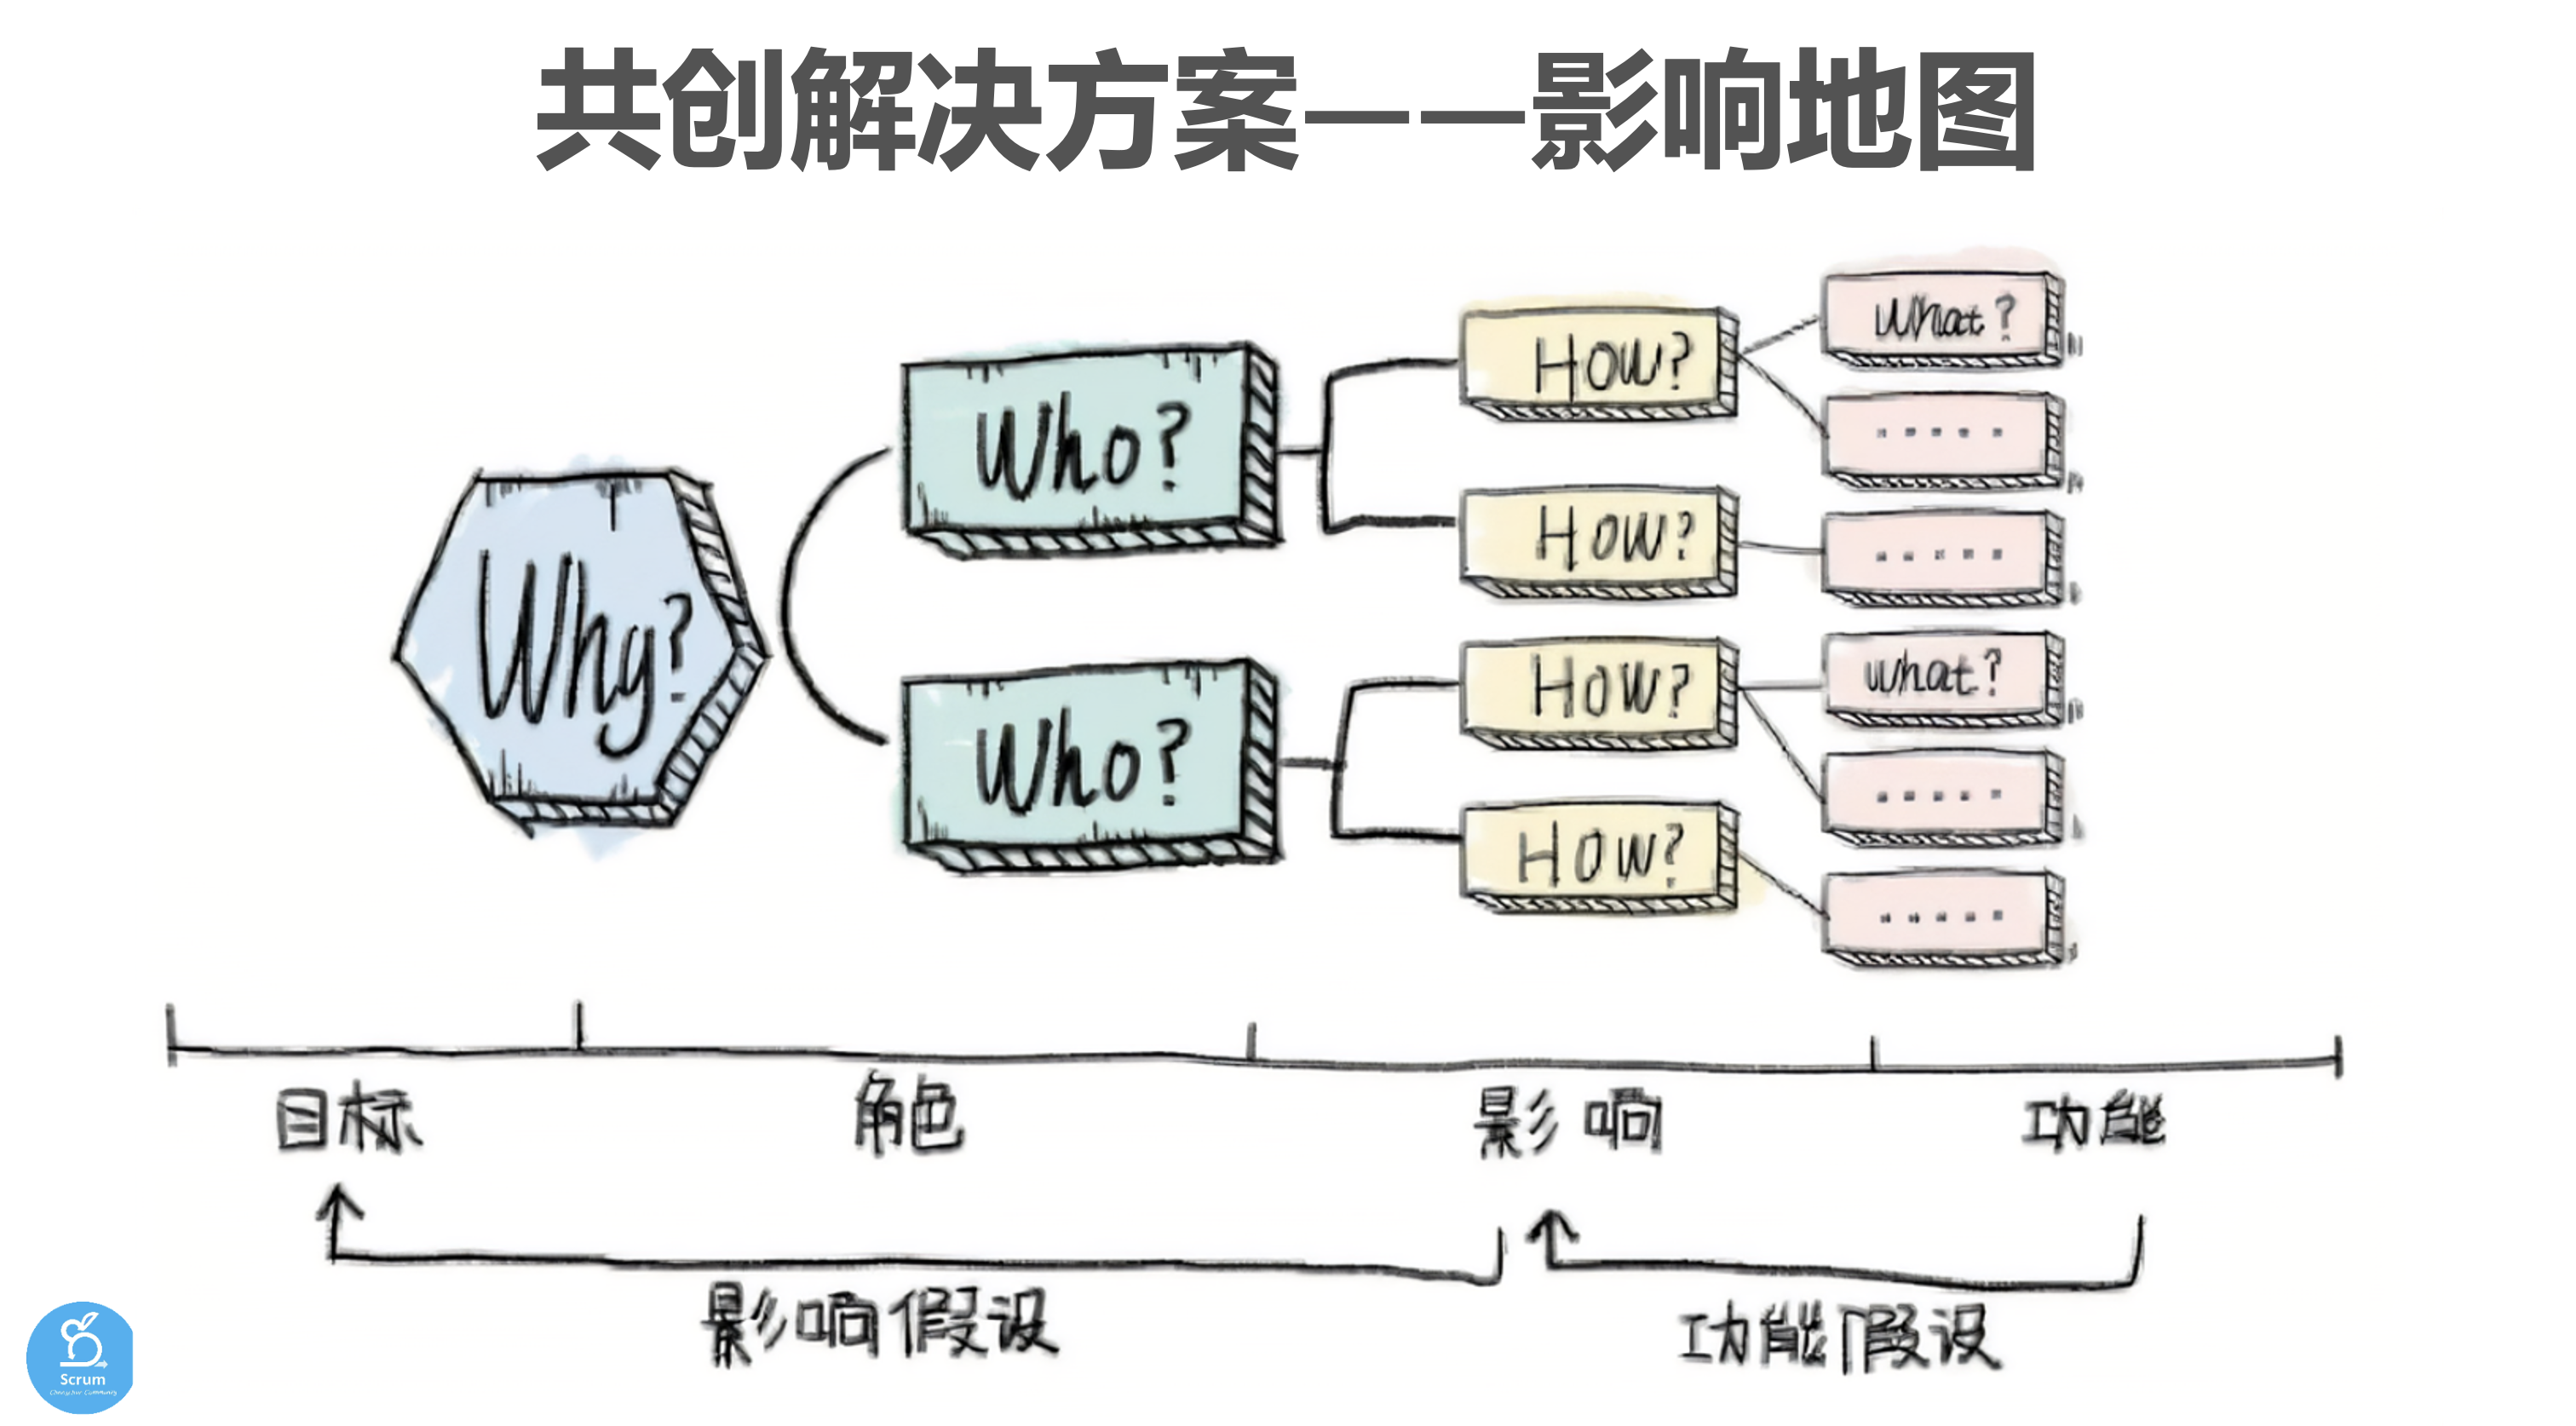 共创解决方案——影响地图
What?
How?
.....
Who?
How?
.....
Why?
How?
What?
Who?
.....
How?
.....
目标 角色 影响 功能
影响假设 功能假设
Scrum